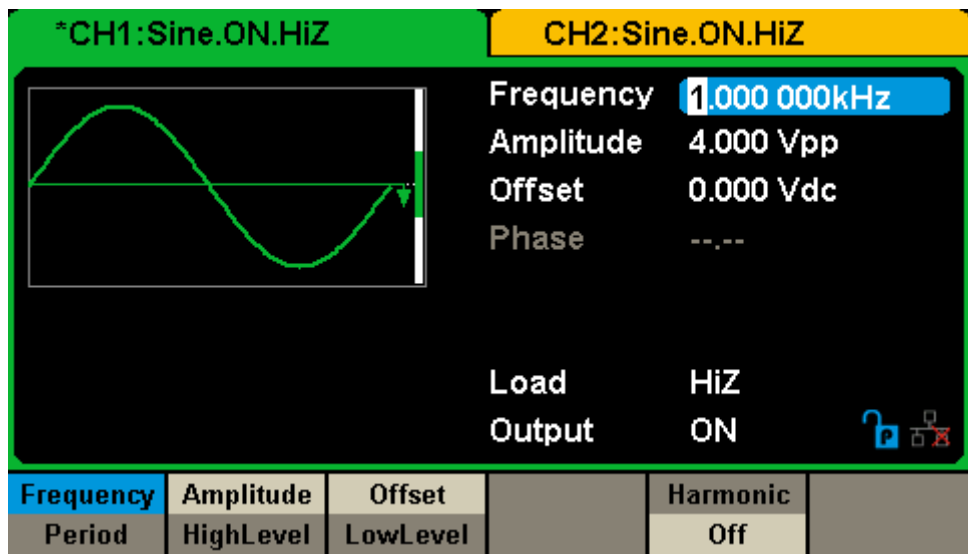 *CH1:Sine.ON.HiZ CH2:Sine.ON.HiZ
Frequency 1.000 000kHz
Amplitude 4.000 Vpp
Offset 0.000 Vdc
Phase --.--
Load HiZ
Output ON
P
Frequency Amplitude Offset Harmonic
Period HighLevel LowLevel Off